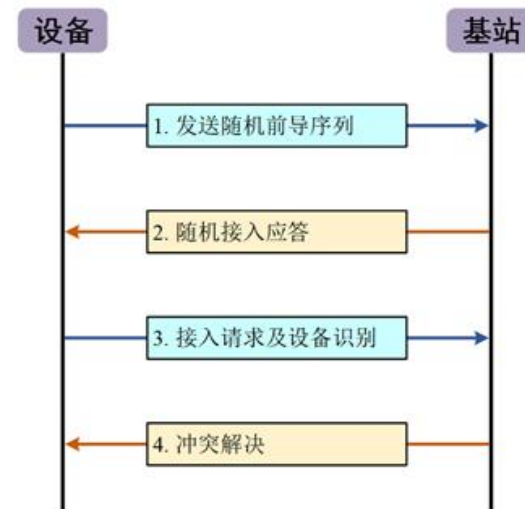 设备
基站
1. 发送随机前导序列
2. 随机接入应答
3. 接入请求及设备识别
4. 冲突解决